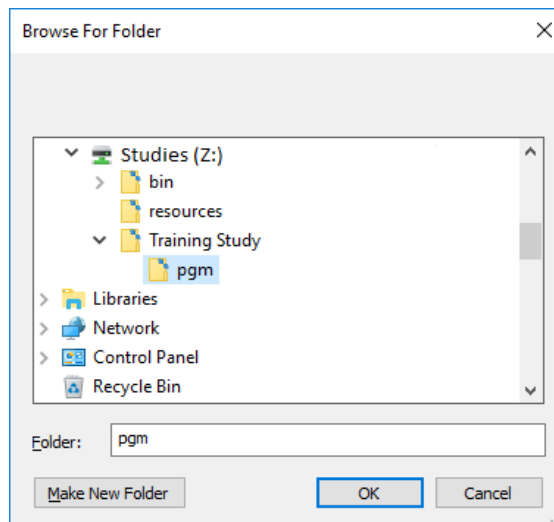 Browse For Folder
Studies (Z:)
bin
resources
Training Study
pgm
Libraries
Network
Control Panel
Recycle Bin
Folder: pgm
Make New Folder OK Cancel